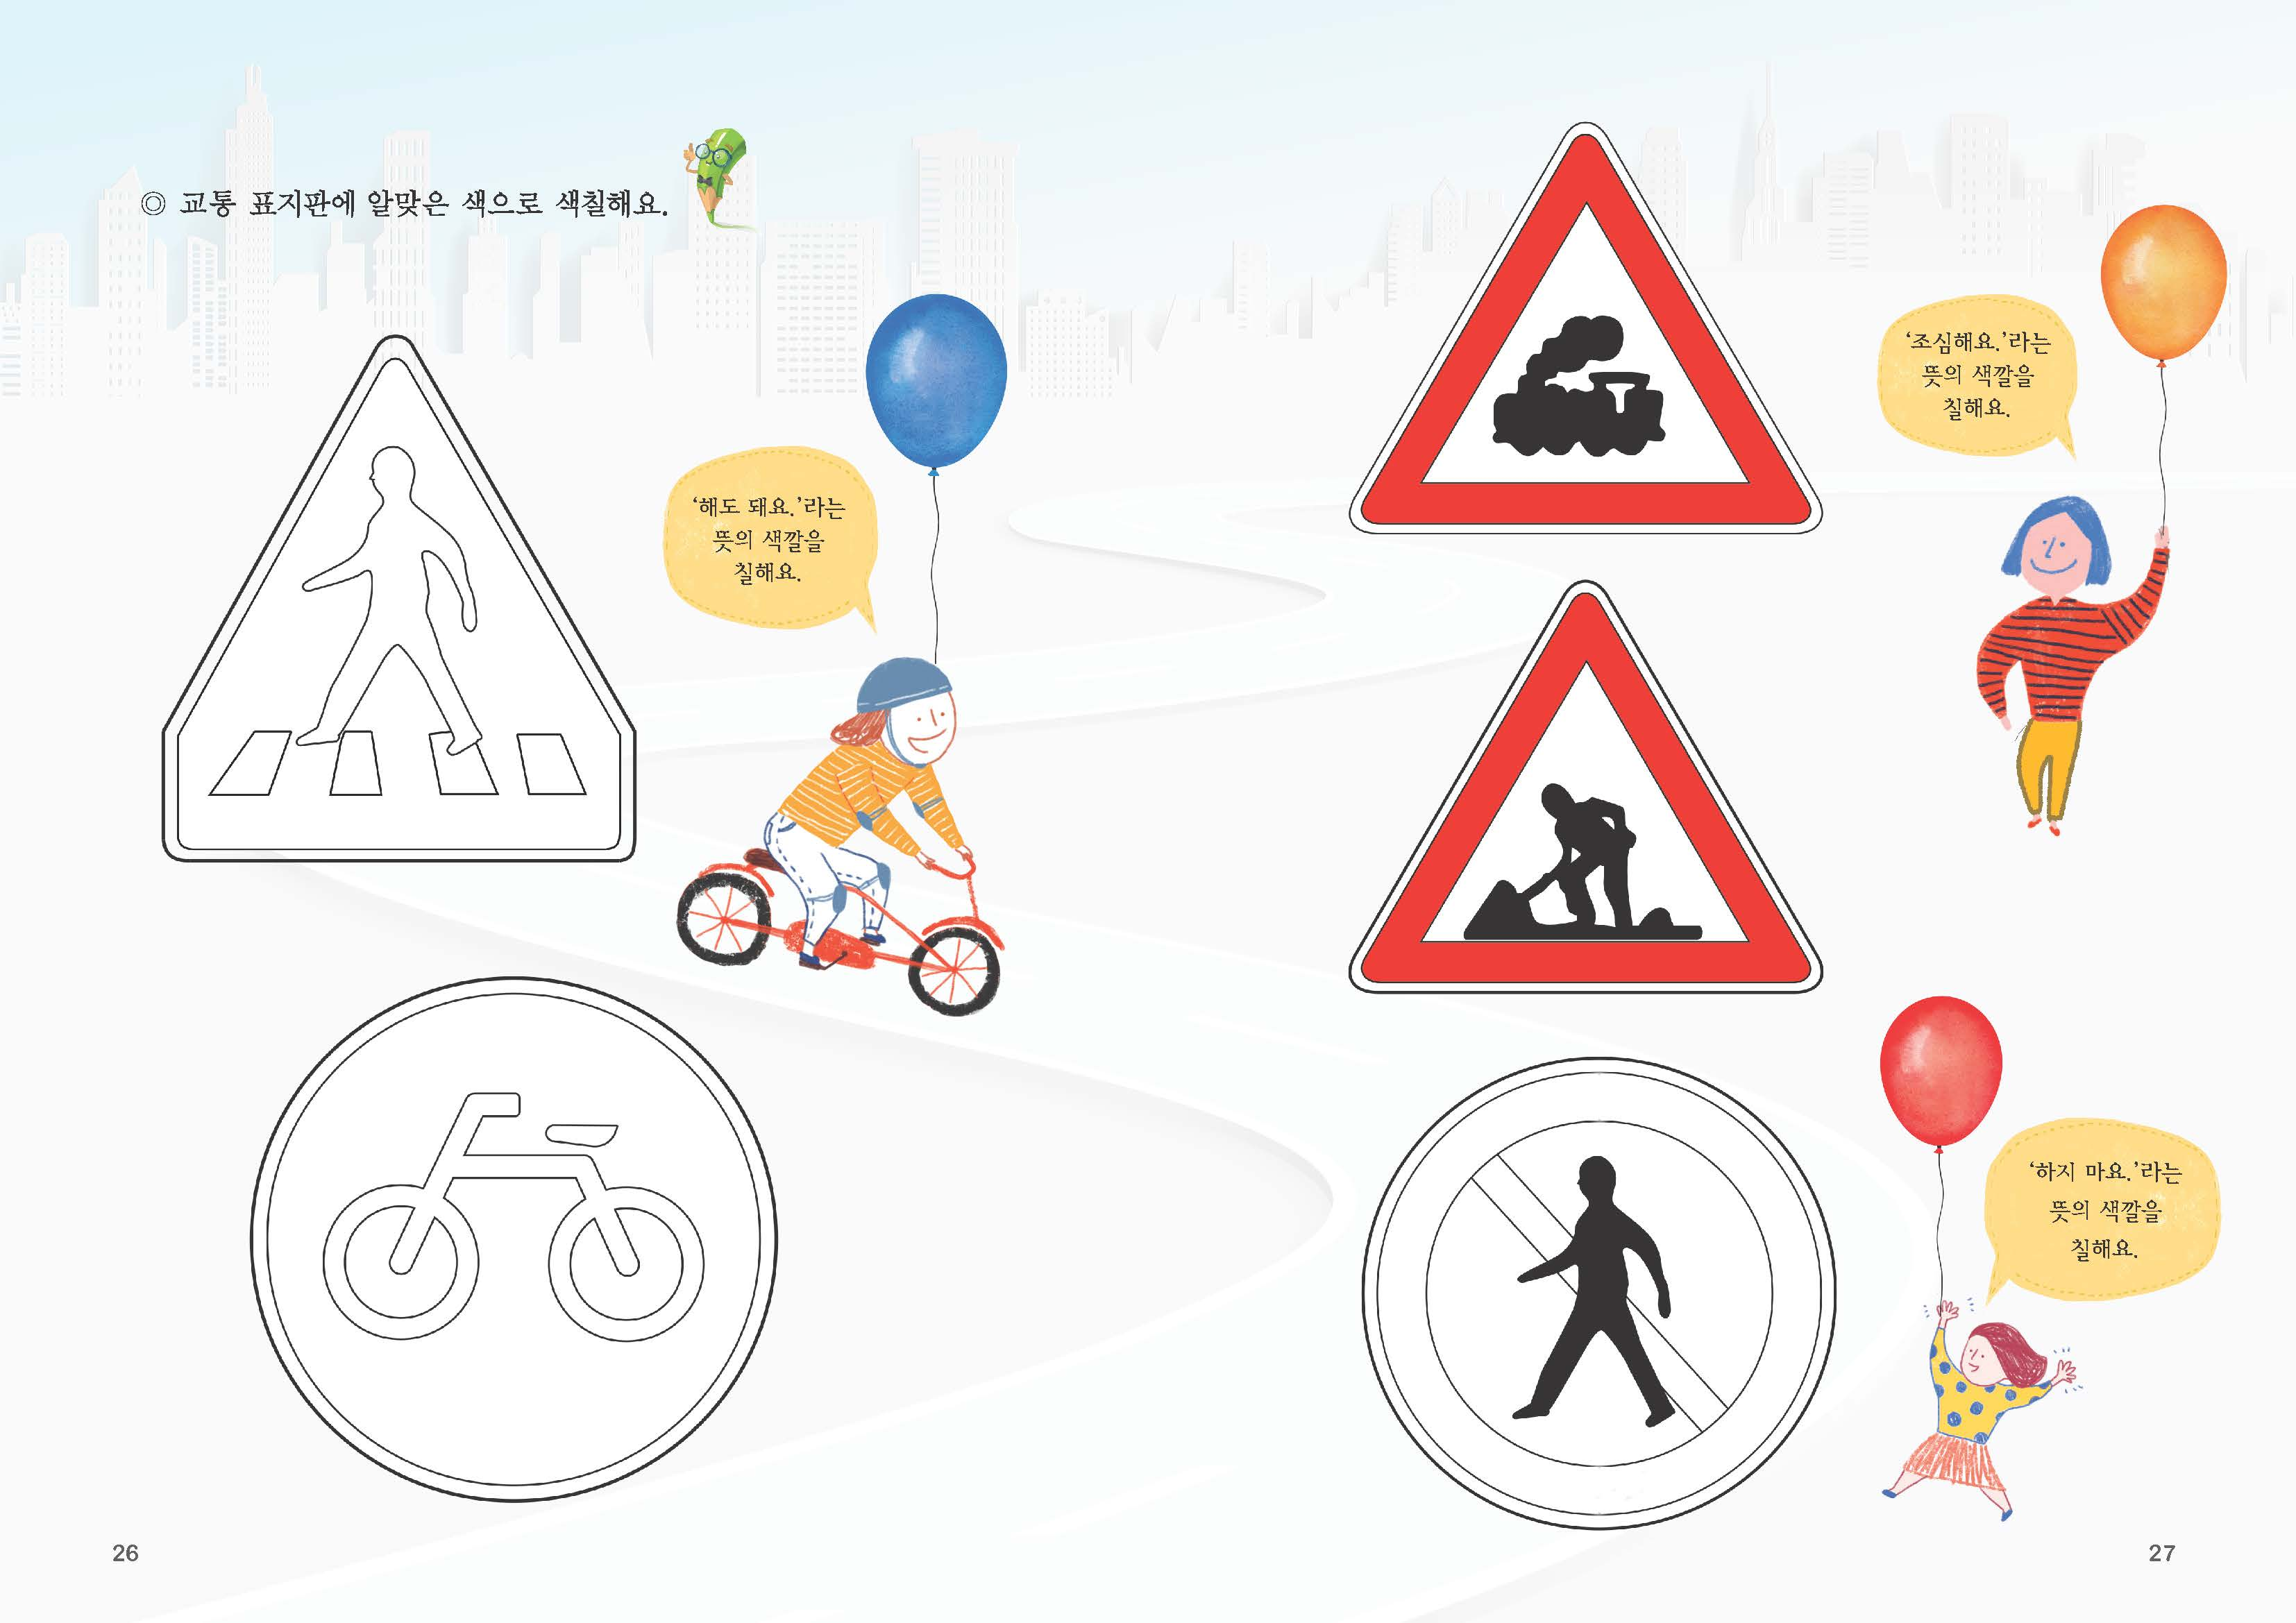 ◎ 교통 표지판에 알맞은 색으로 색칠해요.
‘해도 돼요.’라는
뜻의 색깔을
칠해요.
26
‘조심해요.’라는
뜻의 색깔을
칠해요.
‘하지 마요.’라는
뜻의 색깔을
칠해요.
27